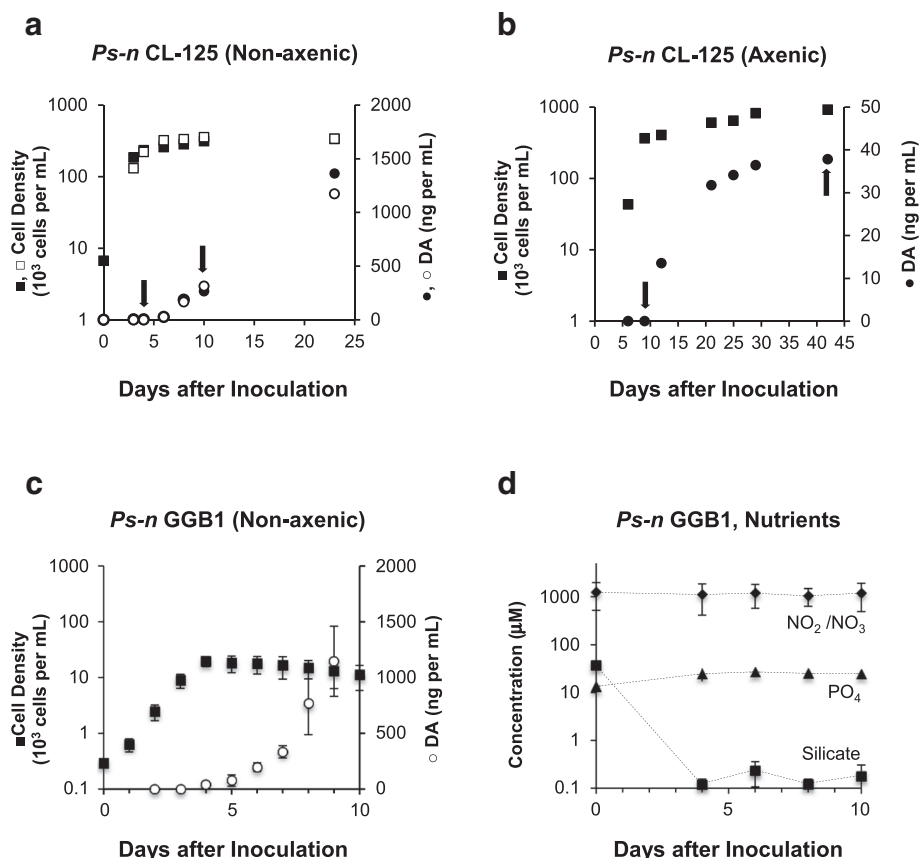 a
Ps-n CL-125 (Non-axenic)
1000
100
10
1
2000
1500
1000
500
0
0 5 10 15 20 25
■, □ Cell Density
(10³ cells per mL)
●, ○ DA (ng per mL)
Days after Inoculation
b
Ps-n CL-125 (Axenic)
1000
100
10
1
50
40
30
20
10
0
0 5 10 15 20 25 30 35 40 45
■ Cell Density
(10³ cells per mL)
● DA (ng per mL)
Days after Inoculation
c
Ps-n GGB1 (Non-axenic)
1000
100
10
1
0.1
2000
1500
1000
500
0
0 5 10
■Cell Density
(10³ cells per mL)
○ DA (ng per mL)
Days after Inoculation
d
Ps-n GGB1, Nutrients
1000
100
10
1
0.1
0 5 10
Concentration (µM)
NO₂ /NO₃
PO₄
Silicate
Days after Inoculation